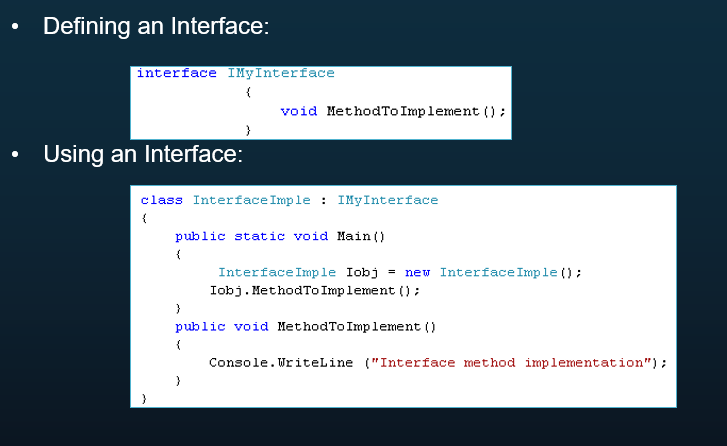 • Defining an Interface:
interface IMyInterface
{
void MethodToImplement();
}
• Using an Interface:
class InterfaceImple : IMyInterface
{
public static void Main()
{
InterfaceImple Iobj = new InterfaceImple();
Iobj.MethodToImplement();
}
public void MethodToImplement()
{
Console.WriteLine ("Interface method implementation");
}
}